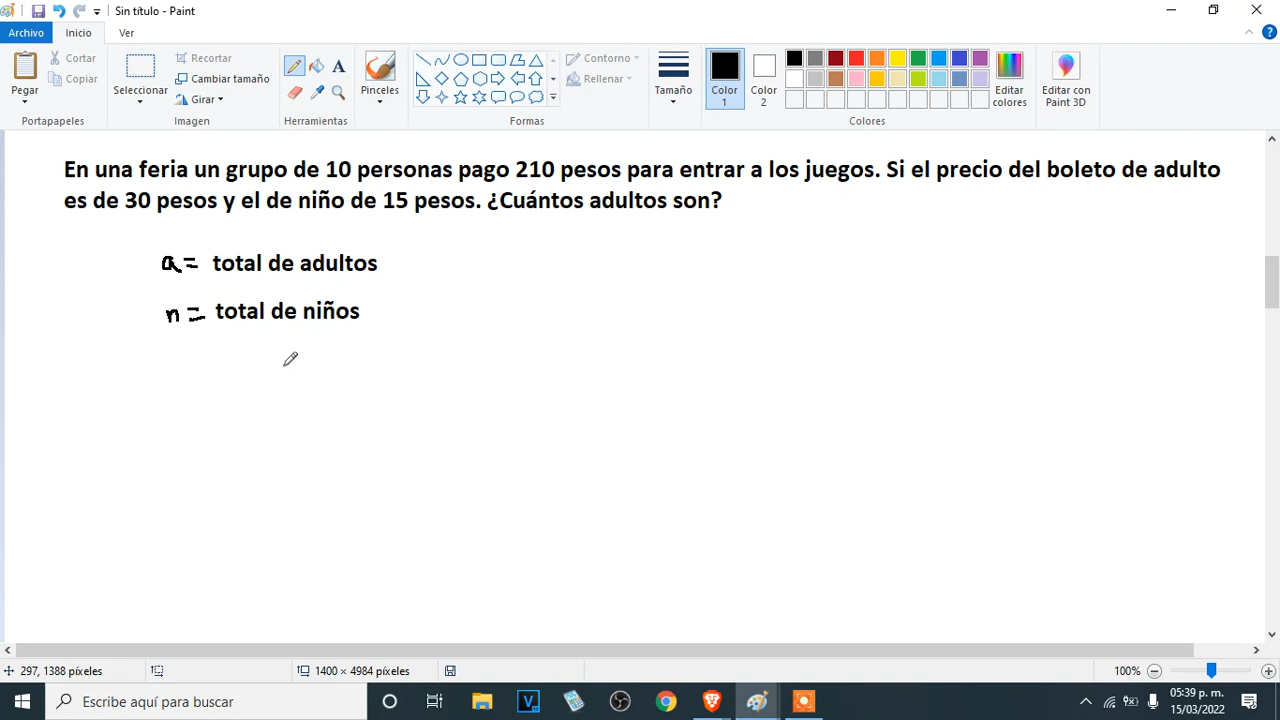 Sin título - Paint
Archivo Inicio Ver
Pegar
Cortar
Copiar
Portapapeles
Seleccionar
Recortar
Cambiar tamaño
Girar
Imagen
A
Herramientas
Pinceles
Contorno
Rellenar
Formas
Tamaño
Color 1
Color 2
Editar colores
Editar con Paint 3D
Colores
En una feria un grupo de 10 personas pago 210 pesos para entrar a los juegos. Si el precio del boleto de adulto
es de 30 pesos y el de niño de 15 pesos. ¿Cuántos adultos son?
a= total de adultos
n= total de niños
297, 1388 píxeles 1400 × 4984 píxeles 100%
Escribe aquí para buscar
05:39 p. m.
15/03/2022